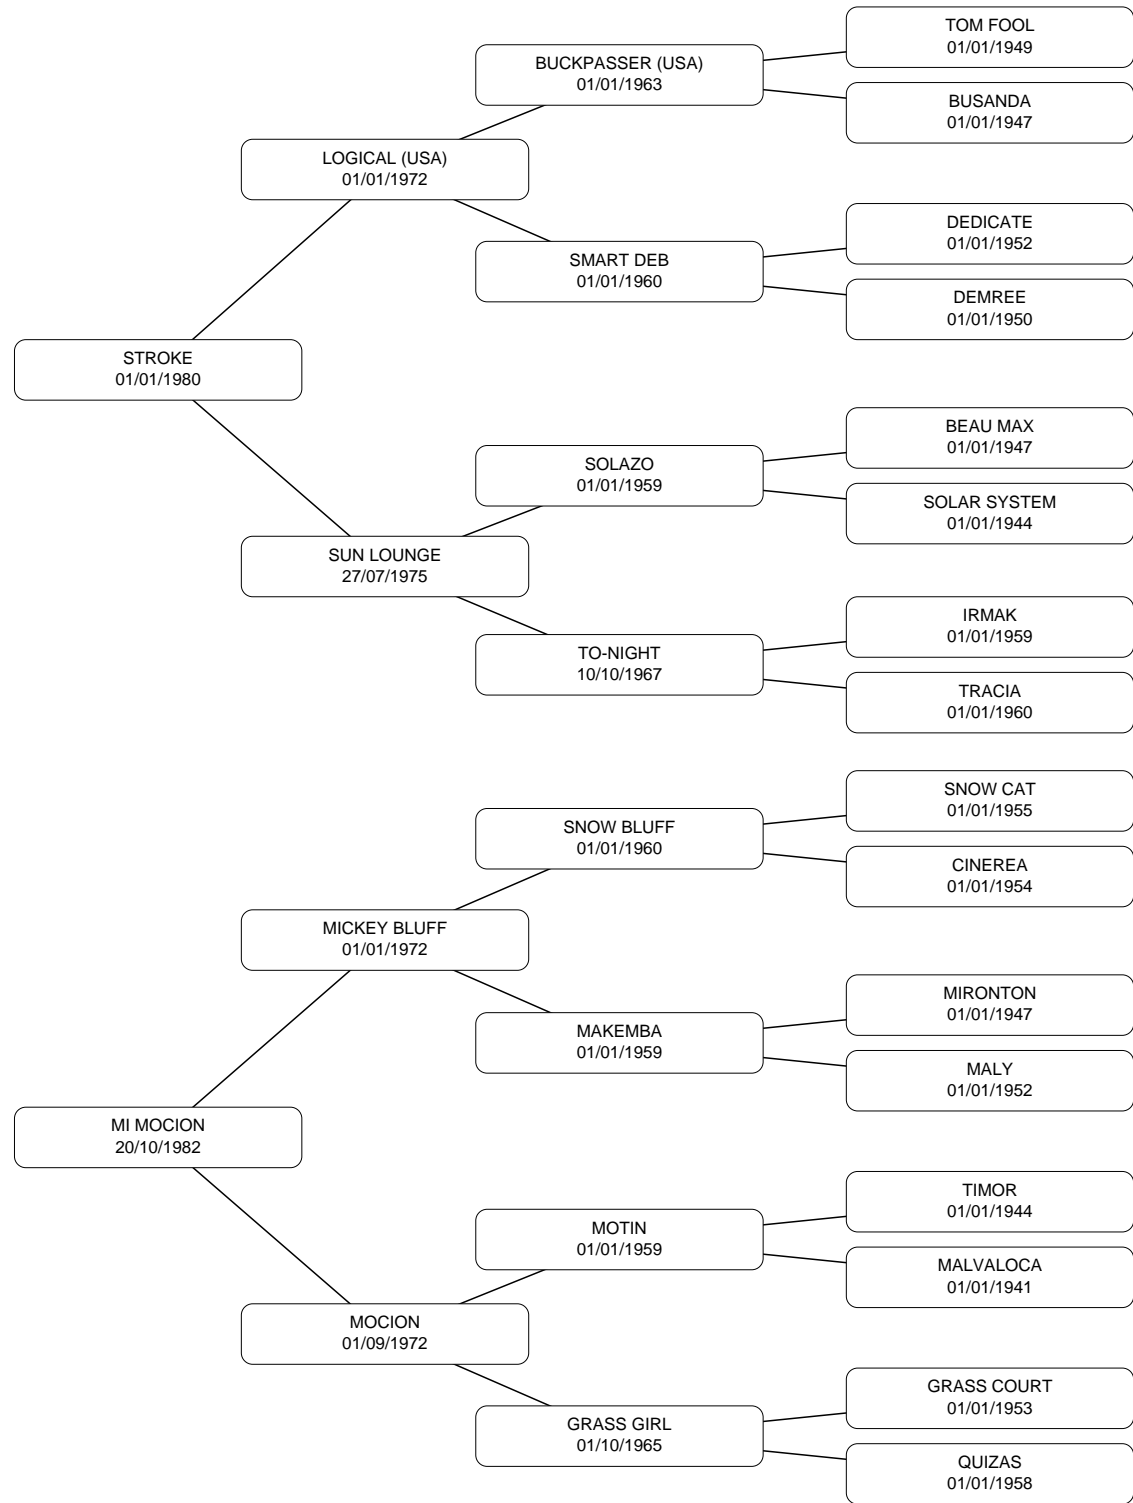 TOM FOOL
01/01/1949
BUCKPASSER (USA)
01/01/1963
BUSANDA
01/01/1947
LOGICAL (USA)
01/01/1972
DEDICATE
01/01/1952
SMART DEB
01/01/1960
DEMREE
01/01/1950
STROKE
01/01/1980
BEAU MAX
01/01/1947
SOLAZO
01/01/1959
SOLAR SYSTEM
01/01/1944
SUN LOUNGE
27/07/1975
IRMAK
01/01/1959
TO-NIGHT
10/10/1967
TRACIA
01/01/1960
SNOW CAT
01/01/1955
SNOW BLUFF
01/01/1960
CINEREA
01/01/1954
MICKEY BLUFF
01/01/1972
MIRONTON
01/01/1947
MAKEMBA
01/01/1959
MALY
01/01/1952
MI MOCION
20/10/1982
TIMOR
01/01/1944
MOTIN
01/01/1959
MALVALOCA
01/01/1941
MOCION
01/09/1972
GRASS COURT
01/01/1953
GRASS GIRL
01/10/1965
QUIZAS
01/01/1958